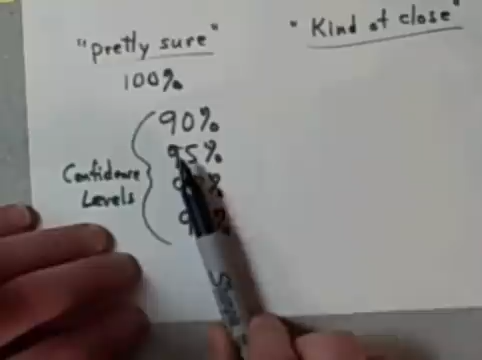 "pretty sure"
100%
"Kind of close"
90%
95%
Confidence
Levels